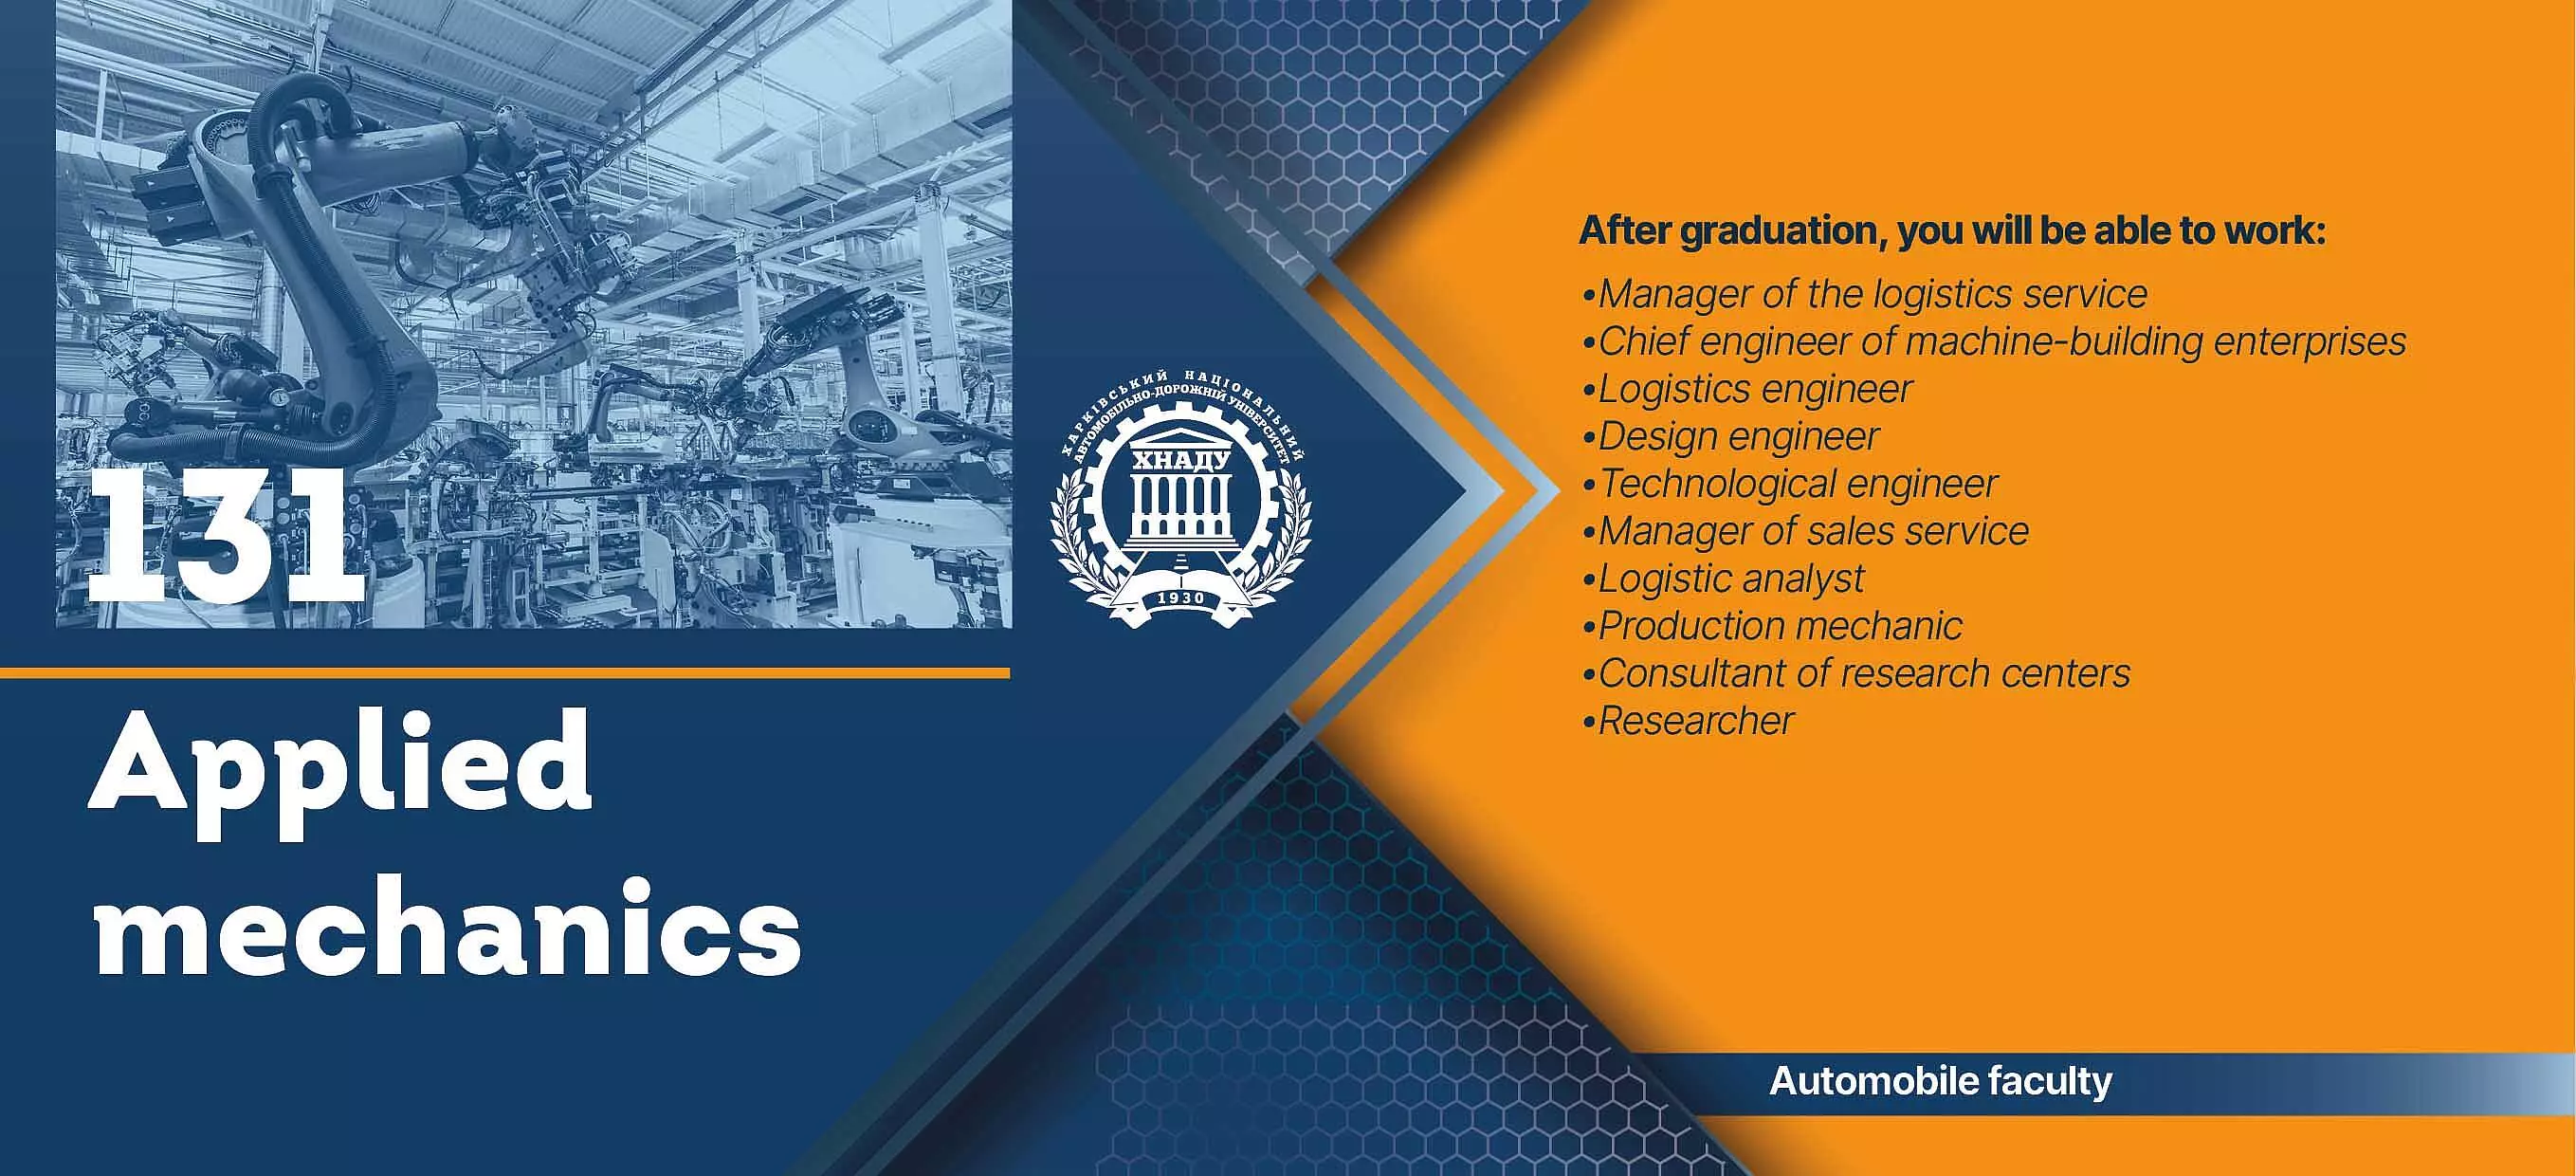 131
Applied
mechanics
ХАРКІВСЬКИЙ НАЦІОНАЛЬНИЙ
АВТОМОБІЛЬНО-ДОРОЖНІЙ УНІВЕРСИТЕТ
ХНАДУ
1930
After graduation, you will be able to work:
•Manager of the logistics service
•Chief engineer of machine-building enterprises
•Logistics engineer
•Design engineer
•Technological engineer
•Manager of sales service
•Logistic analyst
•Production mechanic
•Consultant of research centers
•Researcher
Automobile faculty